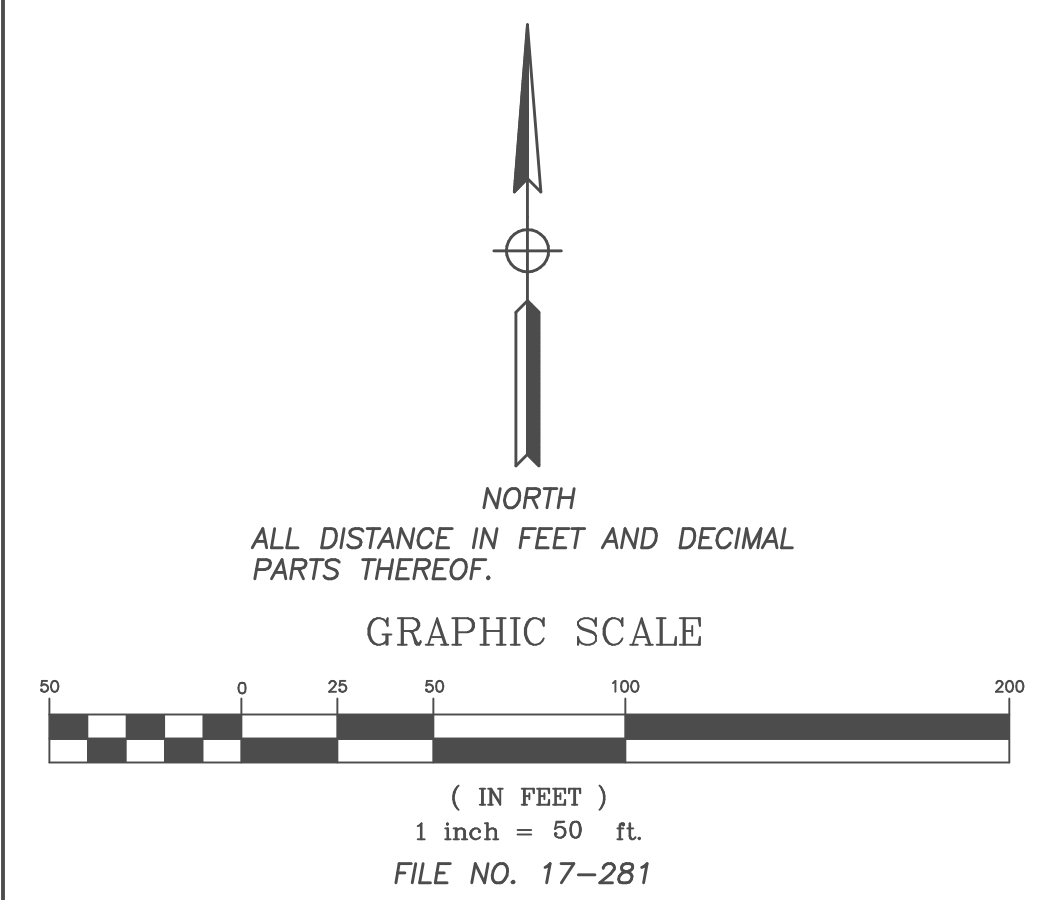 NORTH
ALL DISTANCE IN FEET AND DECIMAL
PARTS THEREOF.
GRAPHIC SCALE
50 0 25 50 100 200
( IN FEET )
1 inch = 50 ft.
FILE NO. 17-281